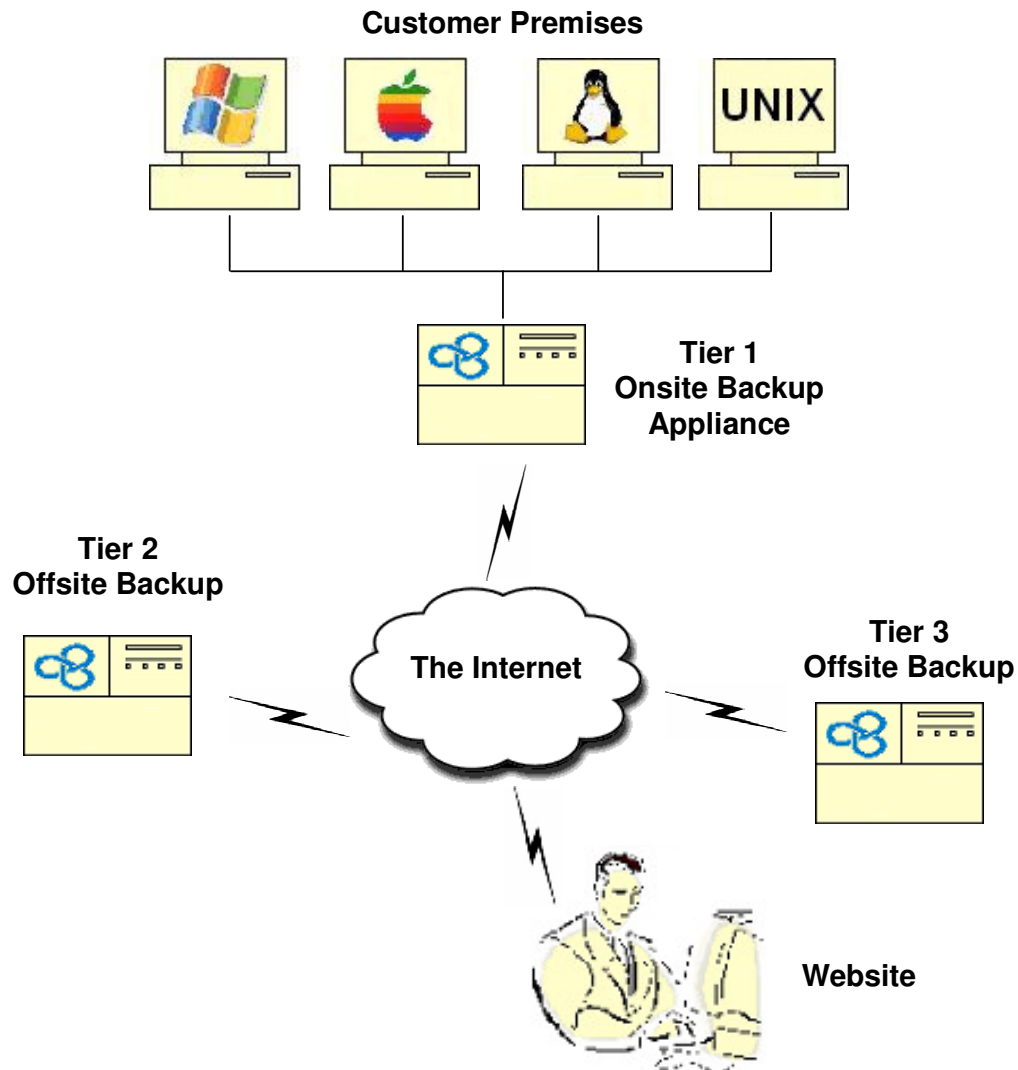 Customer Premises
UNIX
Tier 1
Onsite Backup
Appliance
Tier 2
Offsite Backup
The Internet
Tier 3
Offsite Backup
Website